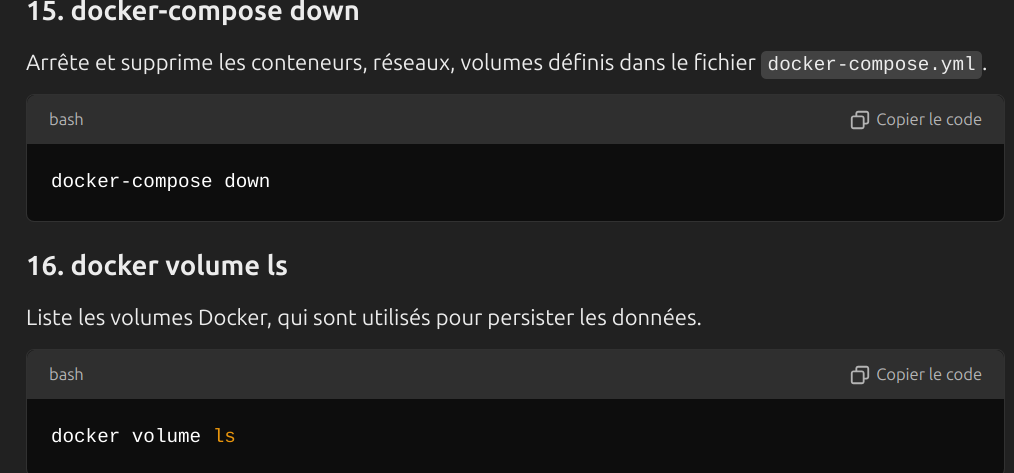 15. docker-compose down
Arrête et supprime les conteneurs, réseaux, volumes définis dans le fichier docker-compose.yml.
bash Copier le code
docker-compose down
16. docker volume ls
Liste les volumes Docker, qui sont utilisés pour persister les données.
bash Copier le code
docker volume ls